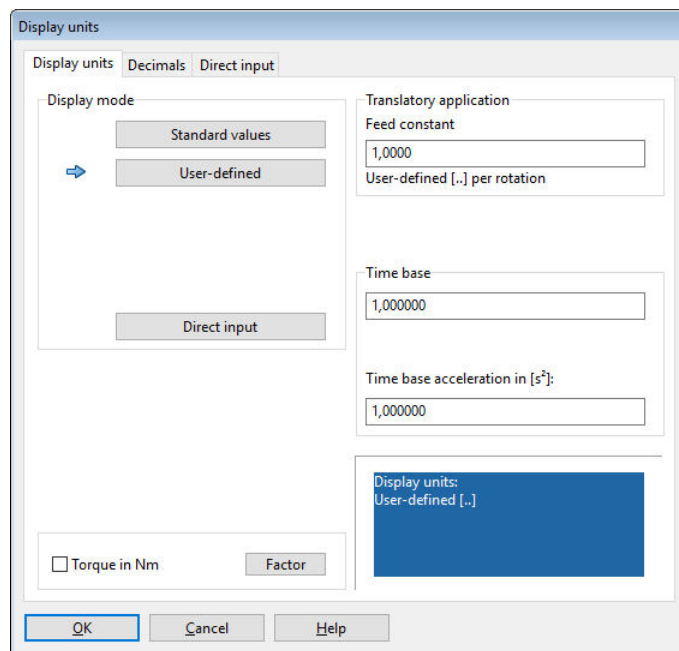 Display units
Display units
Decimals
Direct input
Display mode
Standard values
User-defined
Direct input
Translatory application
Feed constant
1,0000
User-defined [..] per rotation
Time base
1,000000
Time base acceleration in [s²]:
1,000000
Display units:
User-defined [..]
Torque in Nm
Factor
OK
Cancel
Help